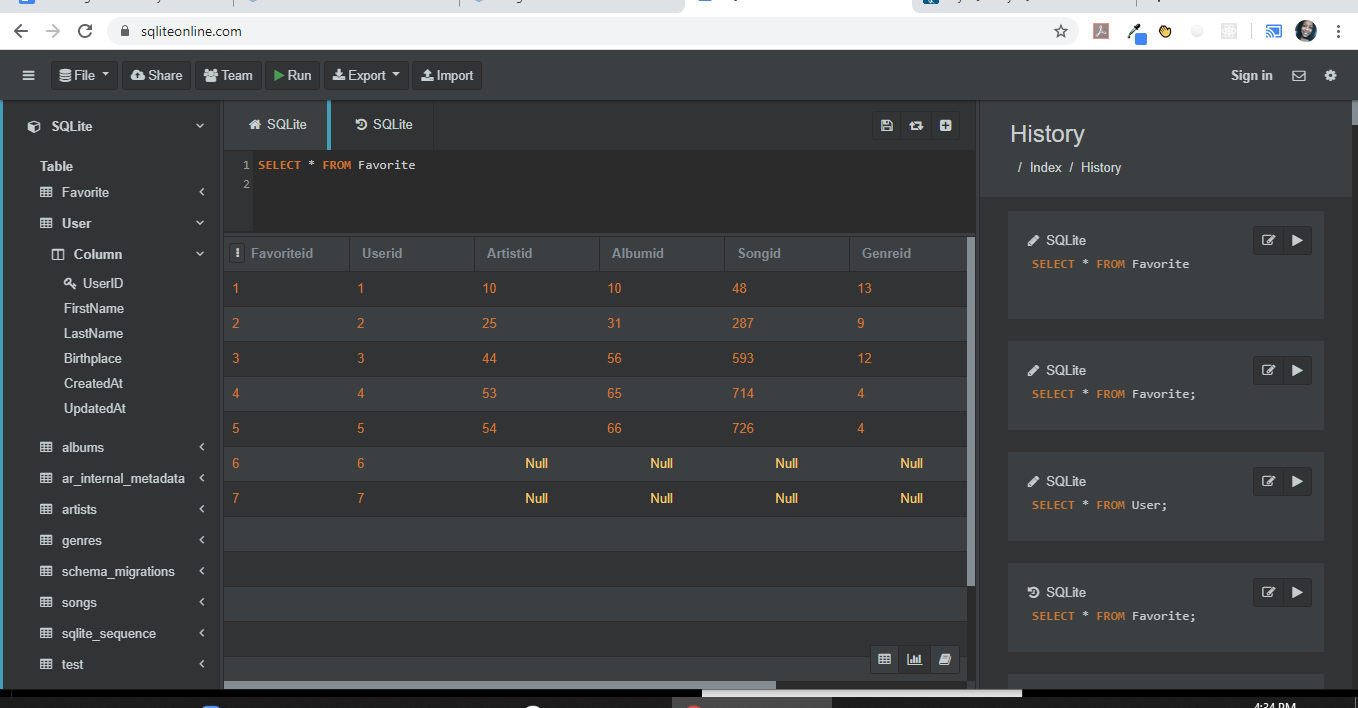 sqliteonline.com
File Share Team Run Export Import Sign in
SQLite
Table
Favorite
User
Column
UserID
FirstName
LastName
Birthplace
CreatedAt
UpdatedAt
albums
ar_internal_metadata
artists
genres
schema_migrations
songs
sqlite_sequence
test
SQLite SQLite
1 SELECT * FROM Favorite
2
Favoriteid Userid Artistid Albumid Songid Genreid
1 1 10 10 48 13
2 2 25 31 287 9
3 3 44 56 593 12
4 4 53 65 714 4
5 5 54 66 726 4
6 6 Null Null Null Null
7 7 Null Null Null Null
History
/ Index / History
SQLite
SELECT * FROM Favorite
SQLite
SELECT * FROM Favorite;
SQLite
SELECT * FROM User;
SQLite
SELECT * FROM Favorite;
4:34 PM